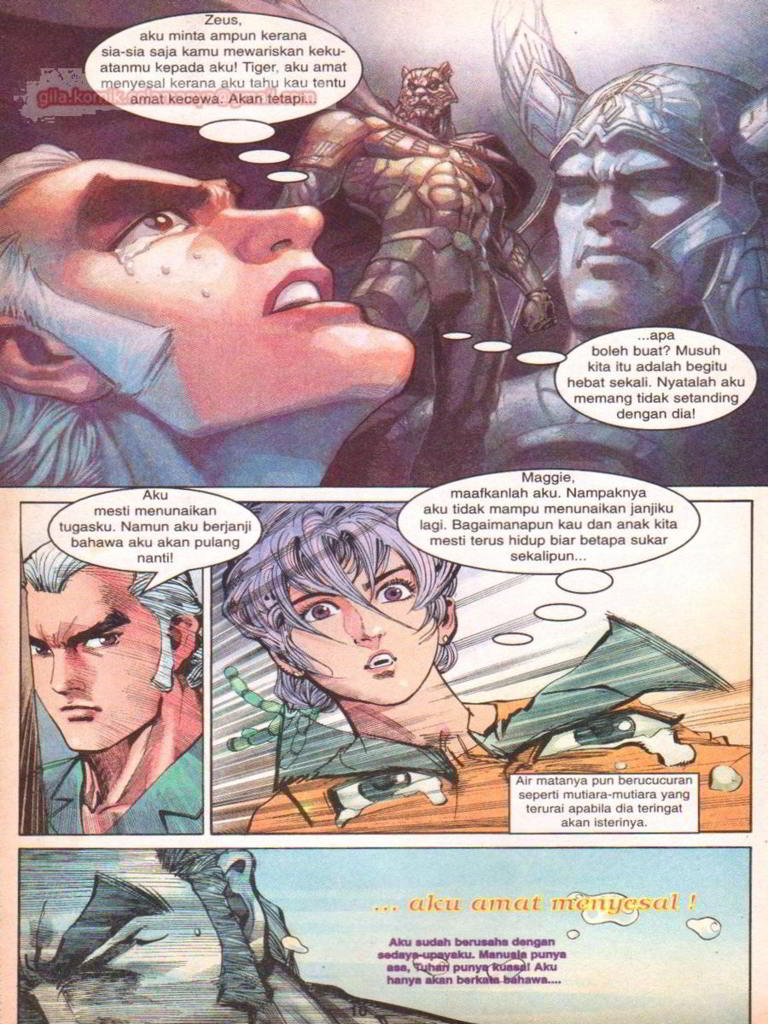 Zeus,
aku minta ampun kerana
sia-sia saja kamu mewariskan keku-
atanmu kepada aku! Tiger, aku amat
menyesal kerana aku tahu kau tentu
amat kecewa. Akan tetapi...
gila.komik
...apa
boleh buat? Musuh
kita itu adalah begitu
hebat sekali. Nyatalah aku
memang tidak setanding
dengan dia!
Aku
mesti menunaikan
tugasku. Namun aku berjanji
bahawa aku akan pulang
nanti!
Maggie,
maafkanlah aku. Nampaknya
aku tidak mampu menunaikan janjiku
lagi. Bagaimanapun kau dan anak kita
mesti terus hidup biar betapa sukar
sekalipun...
Air matanya pun berucucuran
seperti mutiara-mutiara yang
terurai apabila dia teringat
akan isterinya.
... aku amat menyesal !
Aku sudah berusaha dengan
sedaya-upayaku. Manusia punya
asa, Tuhan punya kuasa! Aku
hanya akan berkata bahawa....
10